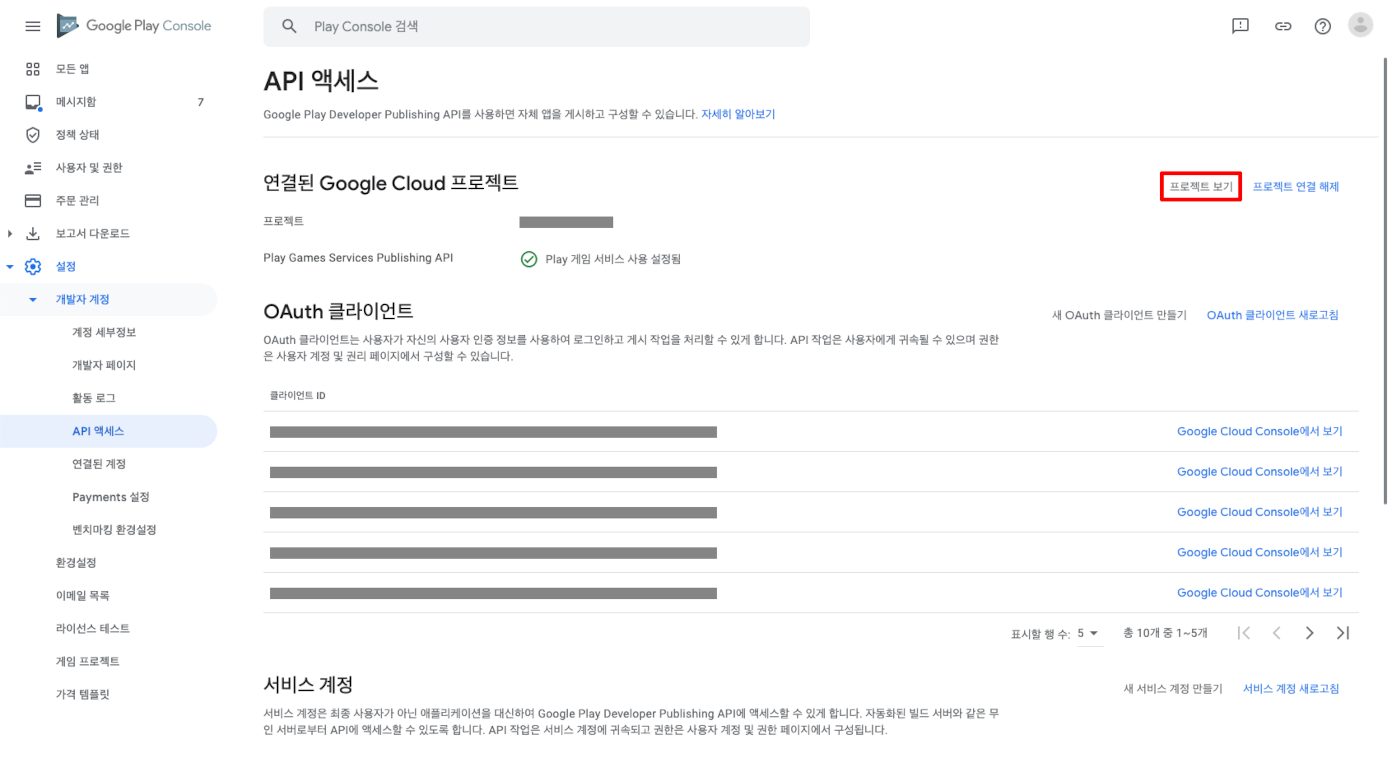 Google Play Console
Play Console 검색
모든 앱
메시지함 7
정책 상태
사용자 및 권한
주문 관리
보고서 다운로드
설정
개발자 계정
계정 세부정보
개발자 페이지
활동 로그
API 액세스
연결된 계정
Payments 설정
벤치마킹 환경설정
환경설정
이메일 목록
라이선스 테스트
게임 프로젝트
가격 템플릿
API 액세스
Google Play Developer Publishing API를 사용하면 자체 앱을 게시하고 구성할 수 있습니다. 자세히 알아보기
연결된 Google Cloud 프로젝트
프로젝트 보기 프로젝트 연결 해제
프로젝트
Play Games Services Publishing API Play 게임 서비스 사용 설정됨
OAuth 클라이언트
새 OAuth 클라이언트 만들기 OAuth 클라이언트 새로고침
OAuth 클라이언트는 사용자가 자신의 사용자 인증 정보를 사용하여 로그인하고 게시 작업을 처리할 수 있게 합니다. API 작업은 사용자에게 귀속될 수 있으며 권한
은 사용자 계정 및 권리 페이지에서 구성할 수 있습니다.
클라이언트 ID
Google Cloud Console에서 보기
Google Cloud Console에서 보기
Google Cloud Console에서 보기
Google Cloud Console에서 보기
Google Cloud Console에서 보기
표시할 행 수: 5 총 10개 중 1~5개
서비스 계정
새 서비스 계정 만들기 서비스 계정 새로고침
서비스 계정은 최종 사용자가 아닌 애플리케이션을 대신하여 Google Play Developer Publishing API에 액세스할 수 있게 합니다. 자동화된 빌드 서버와 같은 무
인 서버로부터 API에 액세스할 수 있도록 합니다. API 작업은 서비스 계정에 귀속되고 권한은 사용자 계정 및 권한 페이지에서 구성됩니다.